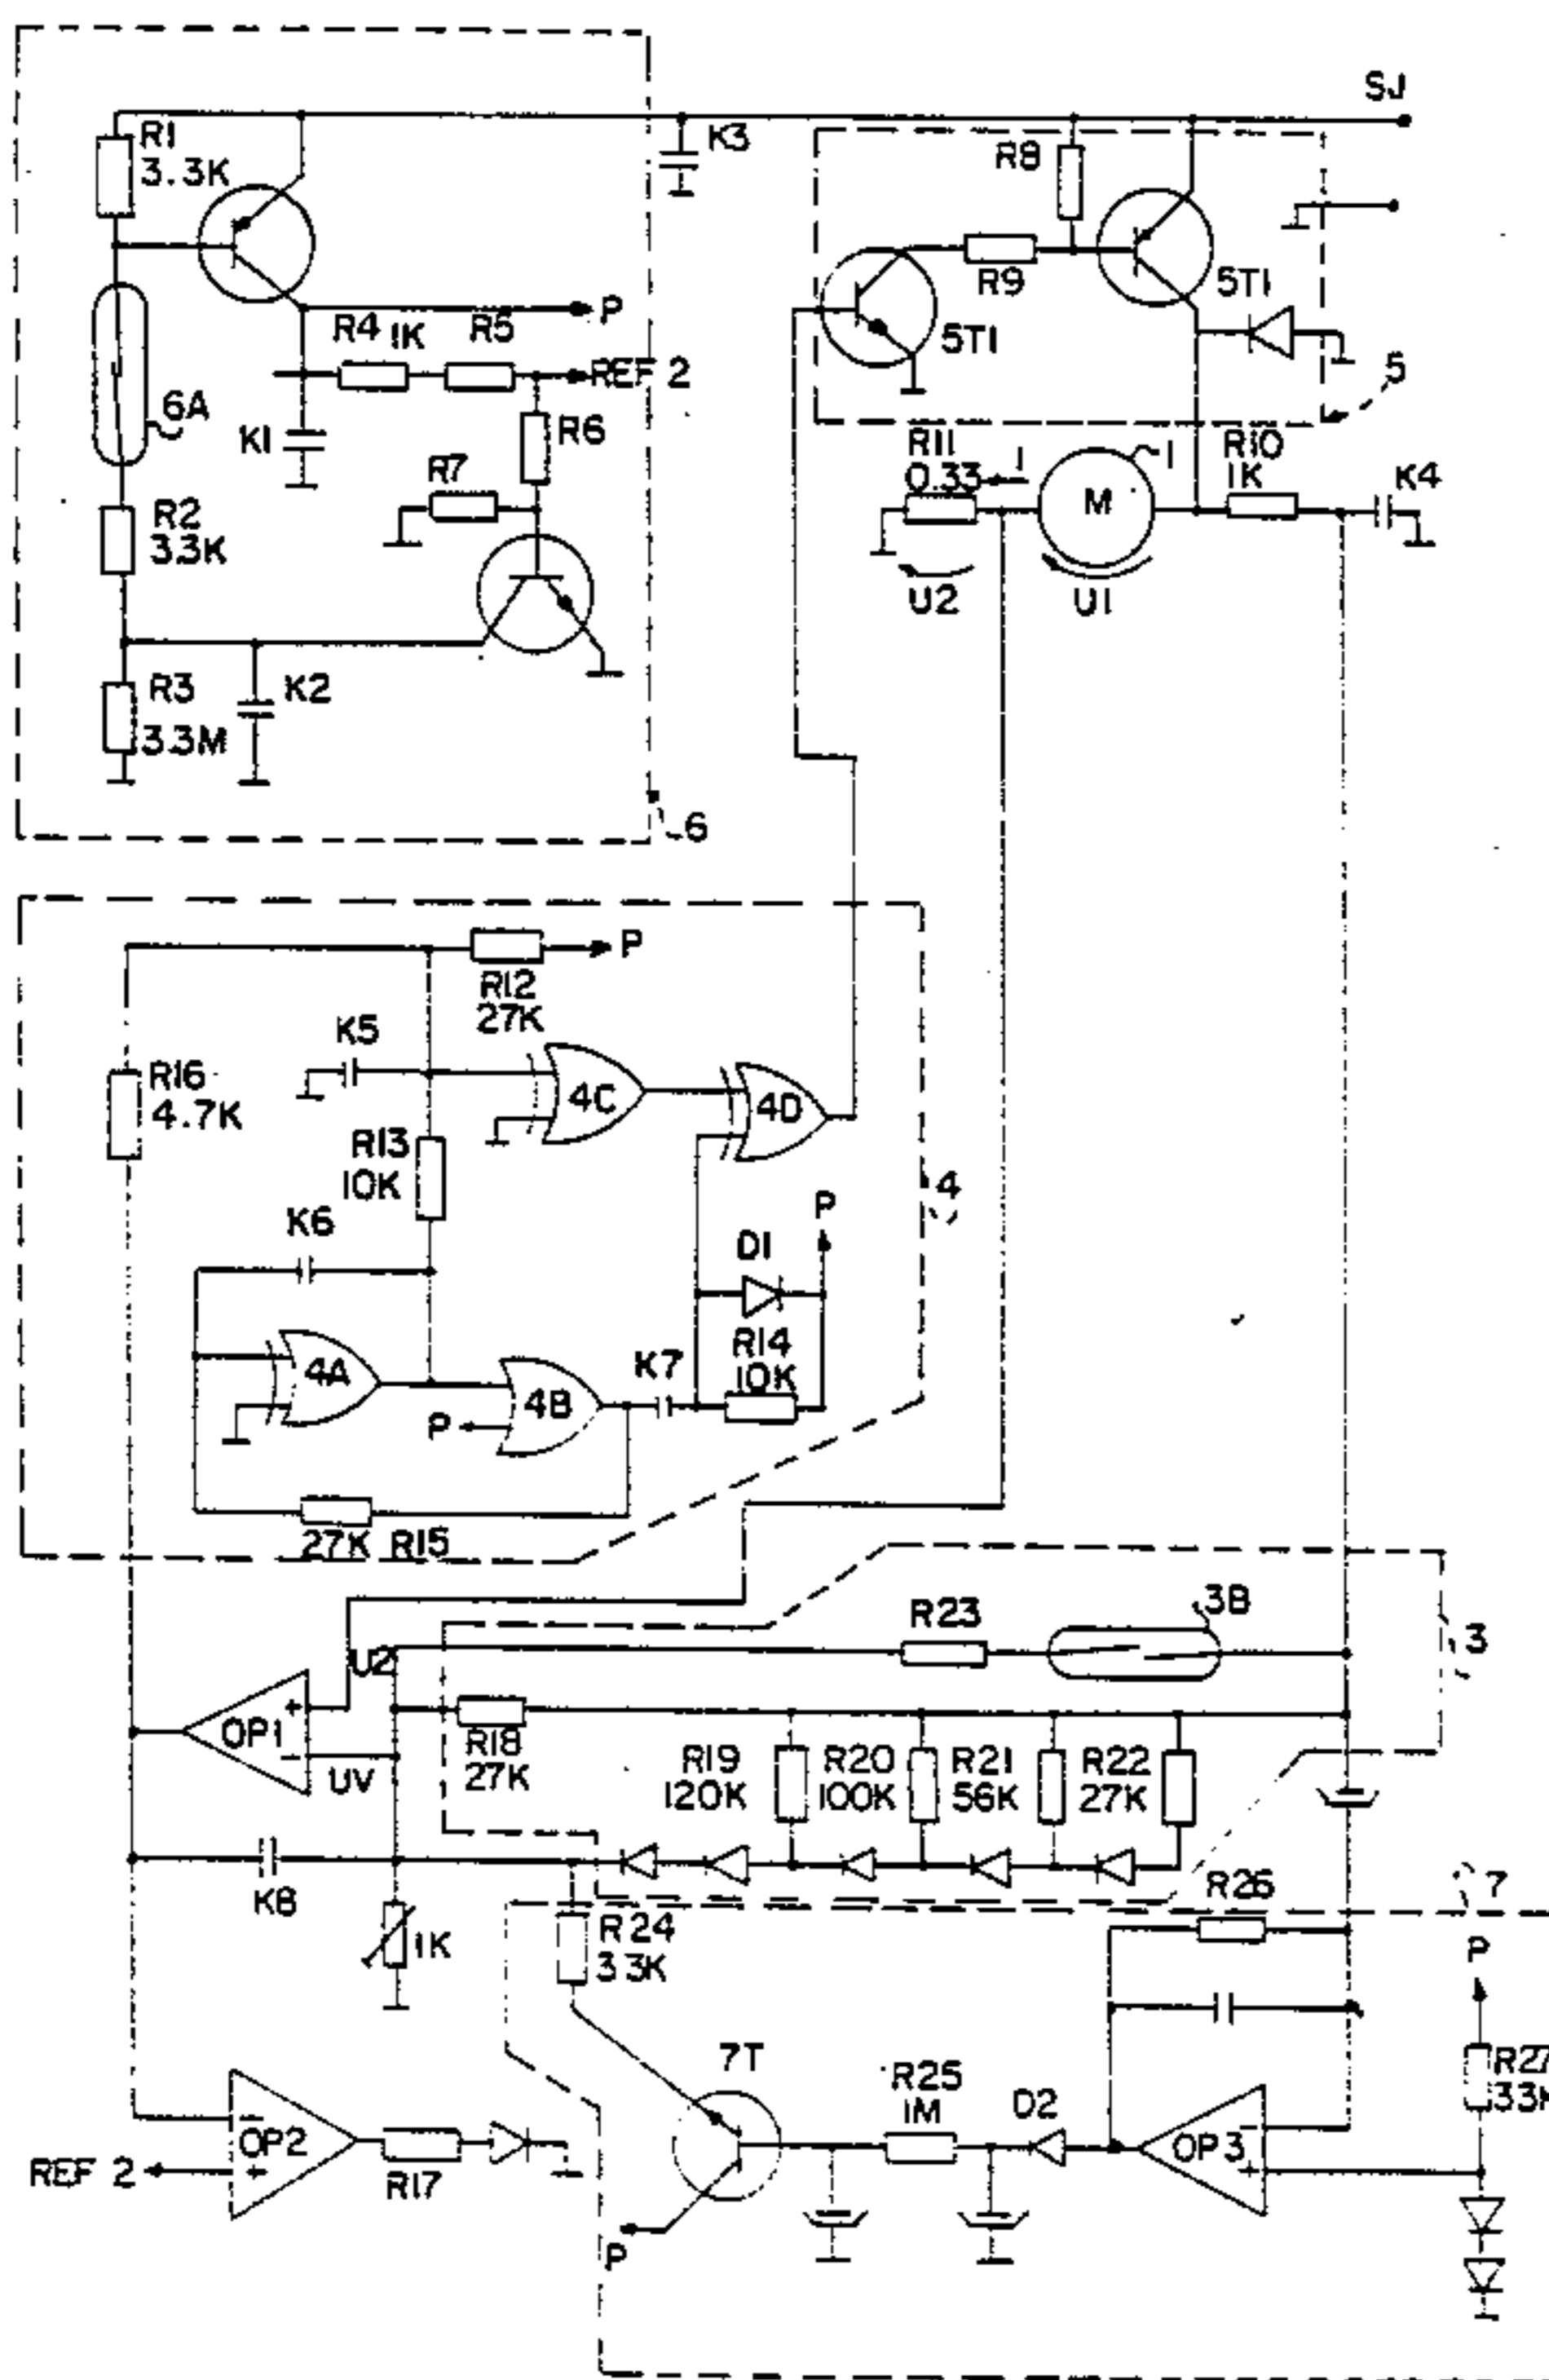 SJ
R1
3.3K
K3
R8
R9
5T1
5T1
P
R4 1K R5
REF 2
5
6A
K1
R6
R7
R11
0.33
I
1
R10
1K
K4
M
R2
33K
U2
U1
R3
3.3M
K2
6
P
R12
27K
K5
R16
4.7K
4C
4D
R13
10K
4
K6
P
D1
R14
10K
K7
4A
4B
P
27K R15
R23
3B
3
U2
OP1
UV
R18
27K
R19
120K
R20
100K
R21
56K
R22
27K
K8
R26
7
1K
R24
33K
P
7T
R25
1M
D2
R27
33K
OP2
OP3
REF 2
R17
P